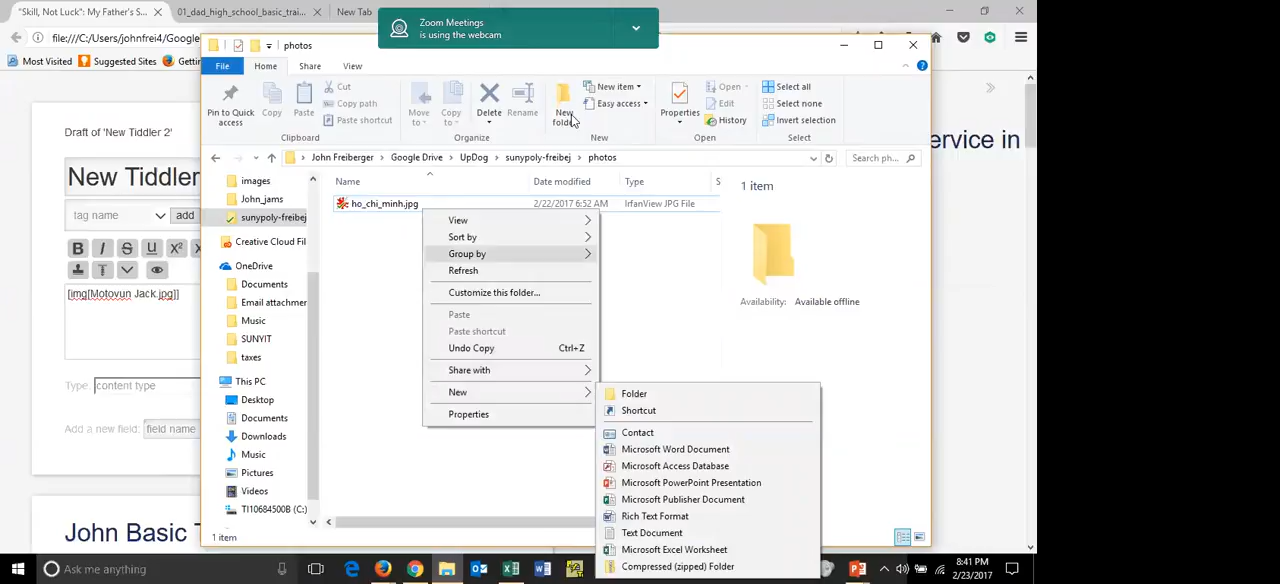 "Skill, Not Luck": My Father's S
01_dad_high_school_basic_trai...
New Tab
Zoom Meetings
is using the webcam
file:///C:/Users/johnfrei4/Google
photos
Most Visited
Suggested Sites
Gettin
File
Home
Share
View
Pin to Quick
access
Copy
Paste
Cut
Copy path
Paste shortcut
Clipboard
Move
to
Copy
to
Delete
Rename
Organize
New
folder
New item
Easy access
New
Properties
Open
Edit
History
Open
Select all
Select none
Invert selection
Select
Draft of 'New Tiddler 2'
John Freiberger
Google Drive
UpDog
sunypoly-freibej
photos
Search ph...
ervice in
New Tiddler
tag name
add
B I S U X²
[img[Motovun Jack.jpg]]
Type:
content type
Add a new field:
field name
John Basic T
images
John_jams
sunypoly-freibej
Creative Cloud Fil
OneDrive
Documents
Email attachmer
Music
SUNYIT
taxes
This PC
Desktop
Documents
Downloads
Music
Pictures
Videos
TI10684500B (C:)
Name
Date modified
Type
S
ho_chi_minh.jpg
2/22/2017 6:52 AM
IrfanView JPG File
1 item
Availability:
Available offline
View
Sort by
Group by
Refresh
Customize this folder...
Paste
Paste shortcut
Undo Copy
Ctrl+Z
Share with
New
Properties
Folder
Shortcut
Contact
Microsoft Word Document
Microsoft Access Database
Microsoft PowerPoint Presentation
Microsoft Publisher Document
Rich Text Format
Text Document
Microsoft Excel Worksheet
Compressed (zipped) Folder
1 item
Ask me anything
8:41 PM
2/23/2017